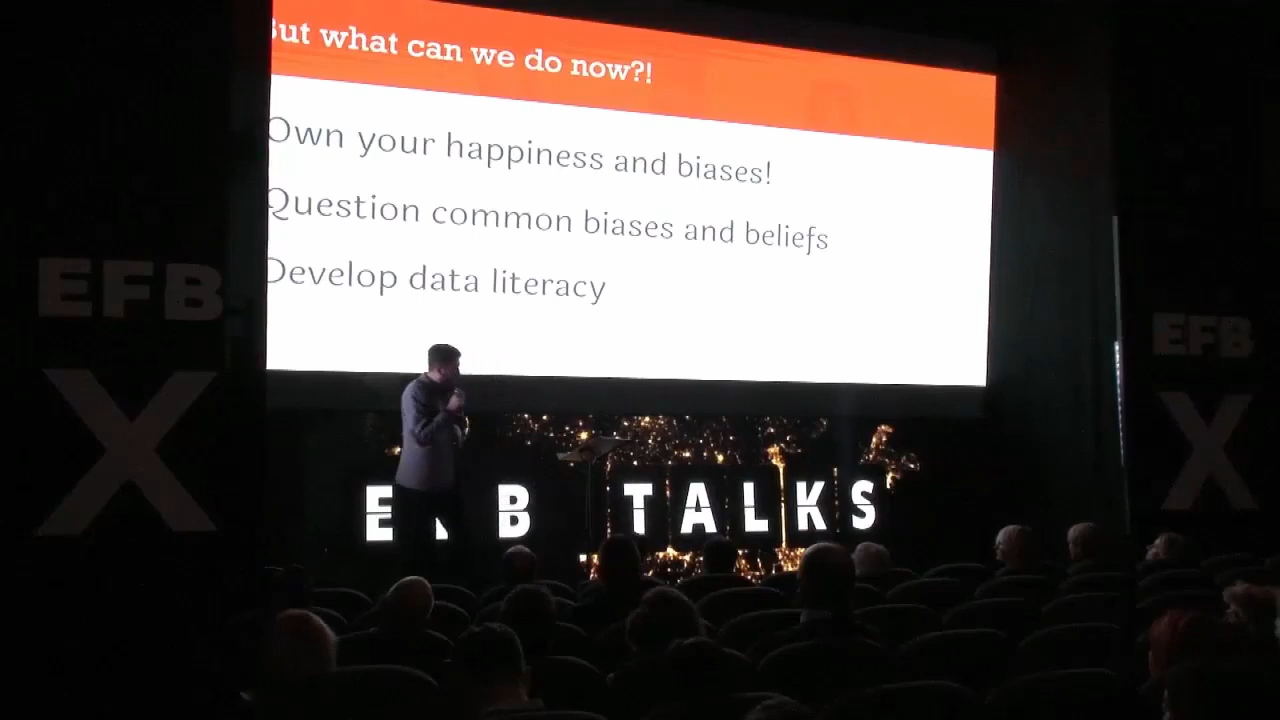 But what can we do now?!
Own your happiness and biases!
Question common biases and beliefs
Develop data literacy
EFB
X
EFB
X
E B TALKS